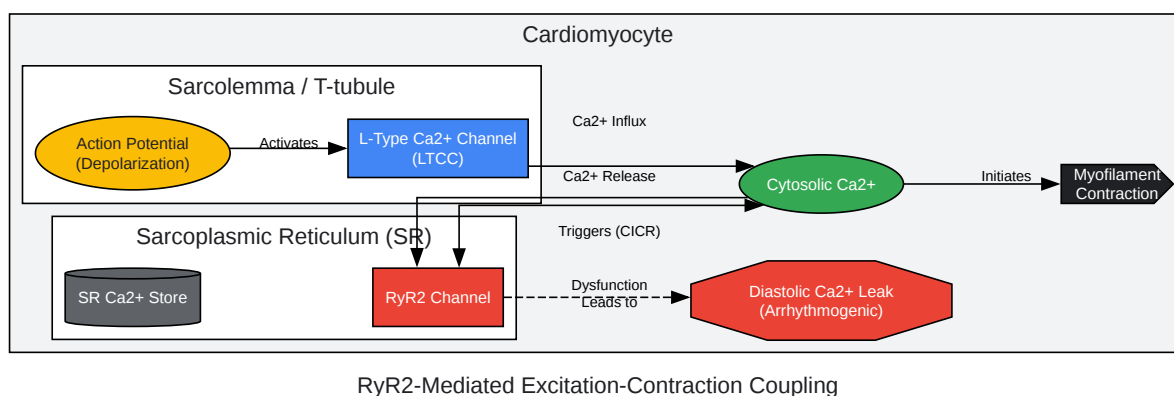 Cardiomyocyte
Sarcolemma / T-tubule
Action Potential
(Depolarization)
Activates
L-Type Ca2+ Channel
(LTCC)
Ca2+ Influx
Ca2+ Release
Cytosolic Ca2+
Initiates
Myofilament
Contraction
Triggers (CICR)
Sarcoplasmic Reticulum (SR)
SR Ca2+ Store
RyR2 Channel
Dysfunction
Leads to
Diastolic Ca2+ Leak
(Arrhythmogenic)
RyR2-Mediated Excitation-Contraction Coupling